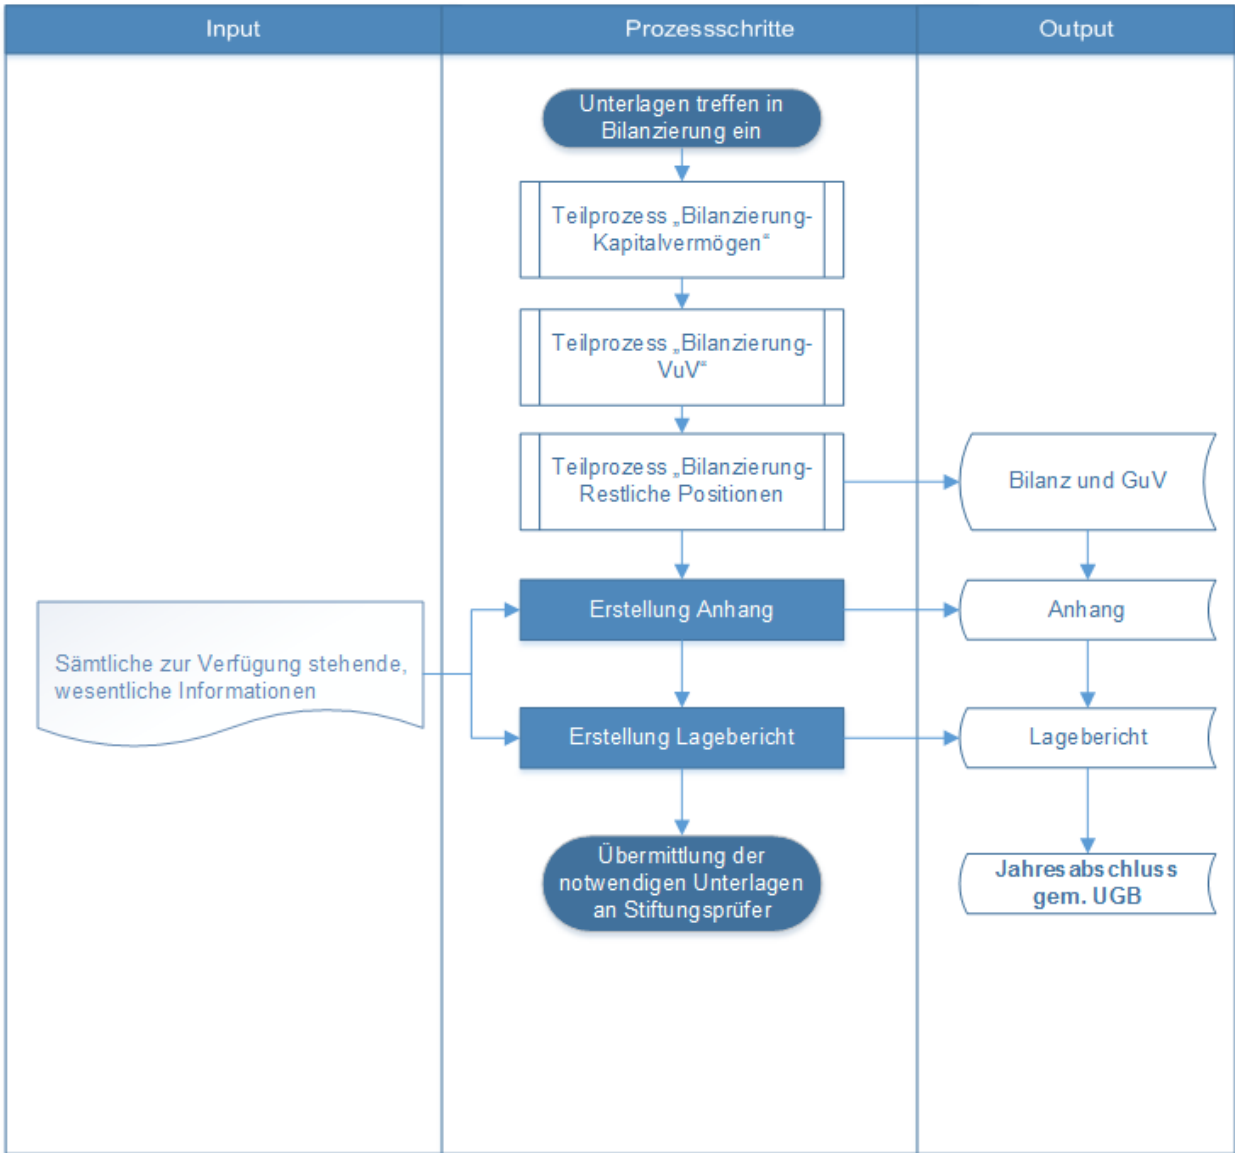 Input
Prozessschritte
Output
Unterlagen treffen in
Bilanzierung ein
Teilprozess „Bilanzierung-
Kapitalvermögen“
Teilprozess „Bilanzierung-
VuV“
Teilprozess „Bilanzierung-
Restliche Positionen
Bilanz und GuV
Sämtliche zur Verfügung stehende,
wesentliche Informationen
Erstellung Anhang
Anhang
Erstellung Lagebericht
Lagebericht
Übermittlung der
notwendigen Unterlagen
an Stiftungsprüfer
Jahresabschluss
gem. UGB